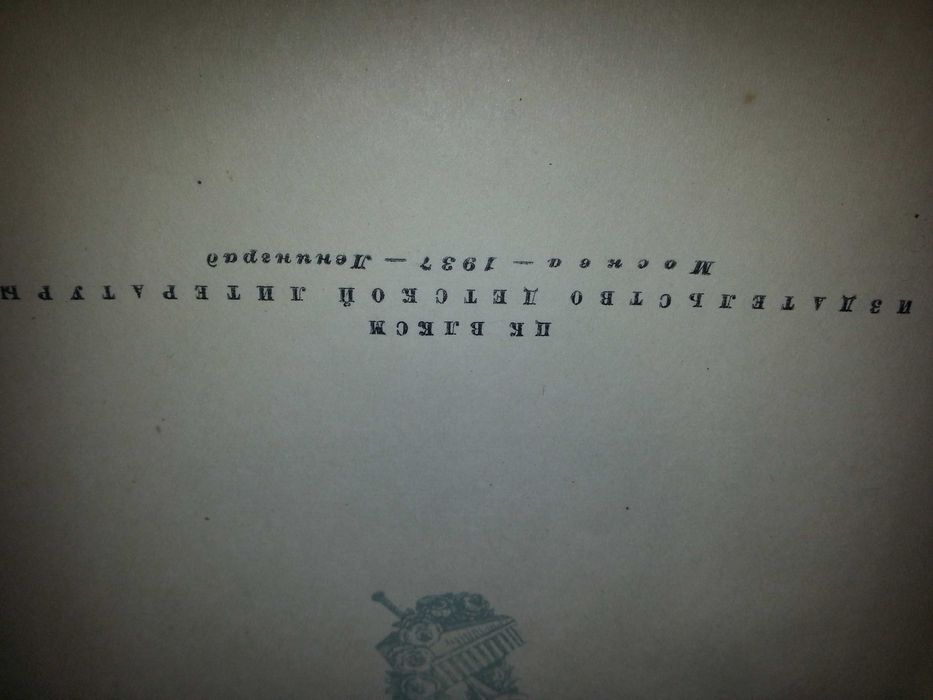 ЦК ВЛКСМ
ИЗДАТЕЛЬСТВО ДЕТСКОЙ ЛИТЕРАТУРЫ
Москва — 1937 — Ленинград